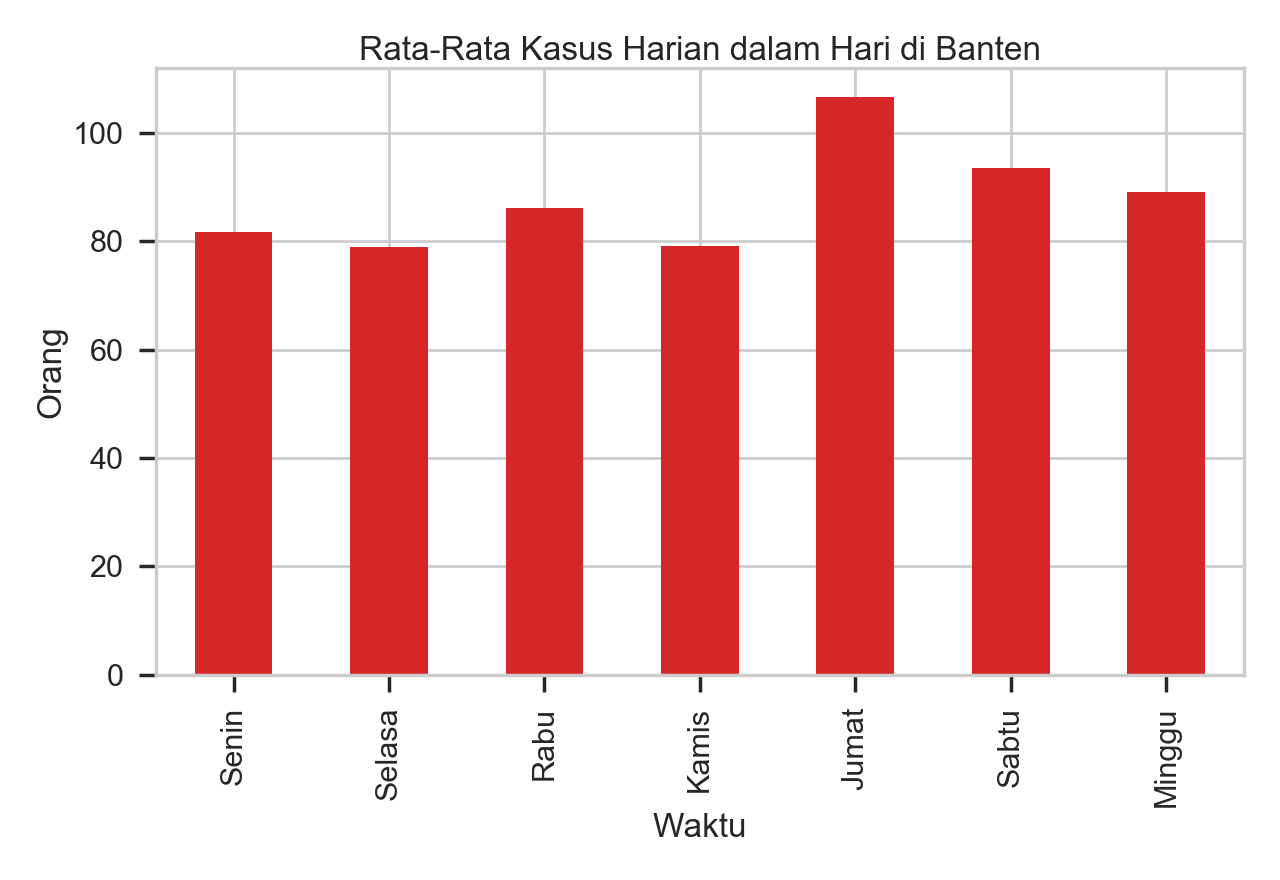 Rata-Rata Kasus Harian dalam Hari di Banten
100
80
60
40
20
0
Orang
Senin
Selasa
Rabu
Kamis
Jumat
Sabtu
Minggu
Waktu